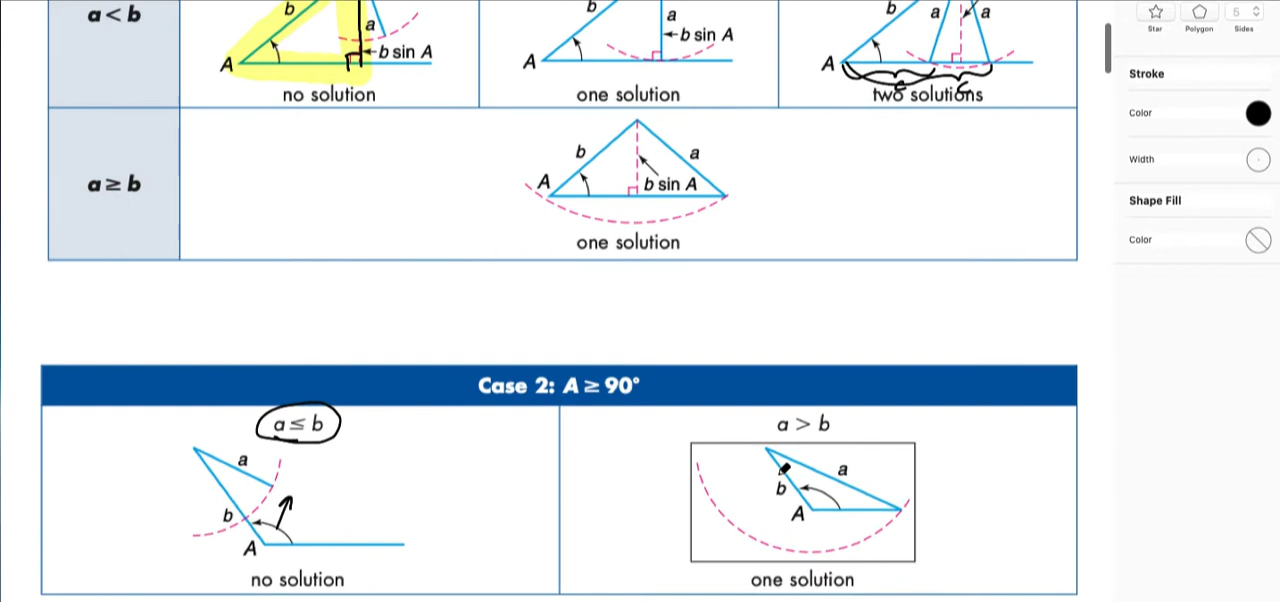 a < b
b
a
b sin A
A
no solution
b
a
b sin A
A
one solution
b
a
a
A
c
c
two solutions
a ≥ b
b
a
A
b sin A
one solution
Case 2: A ≥ 90°
a ≤ b
a
b
A
no solution
a > b
a
b
A
one solution
Star
Polygon
5
Sides
Stroke
Color
Width
Shape Fill
Color